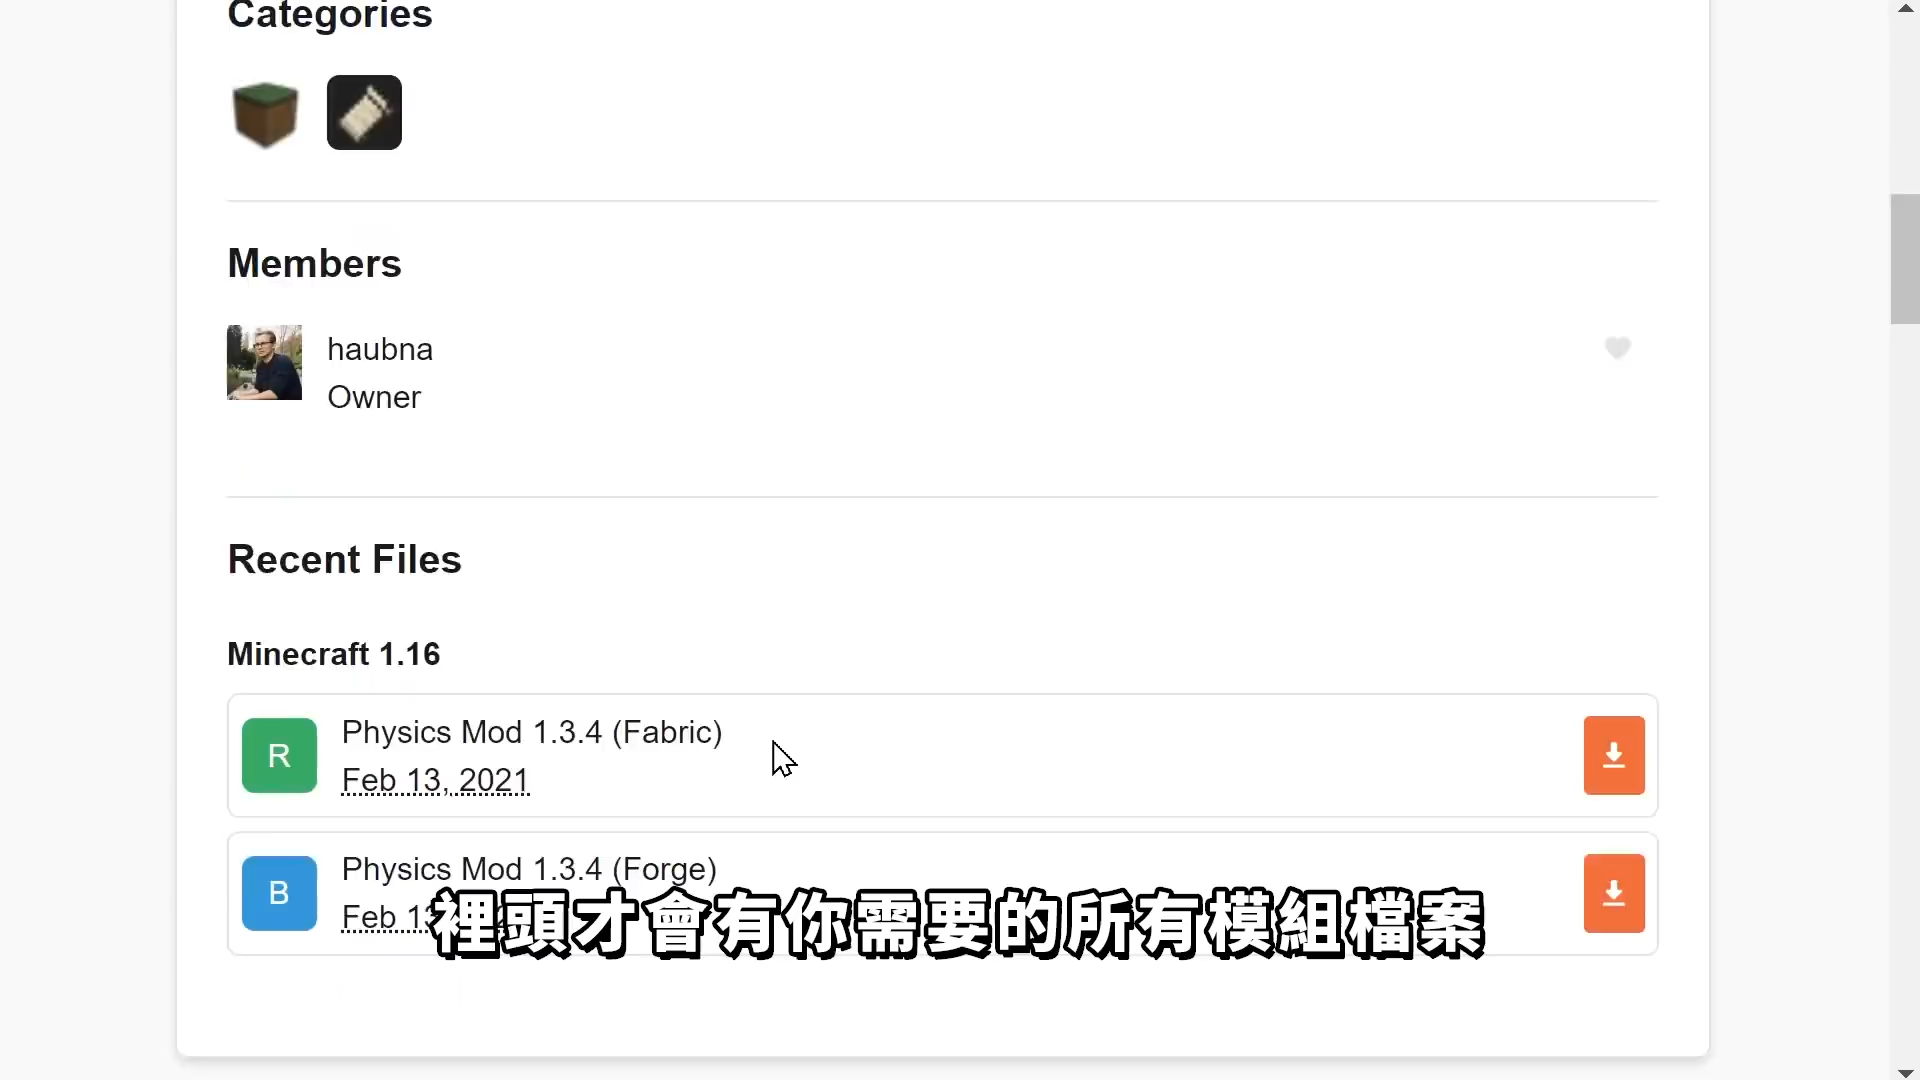 Categories
Members
haubna
Owner
Recent Files
Minecraft 1.16
R
Physics Mod 1.3.4 (Fabric)
Feb 13, 2021
B
Physics Mod 1.3.4 (Forge)
Feb 13
裡頭才會有你需要的所有模組檔案